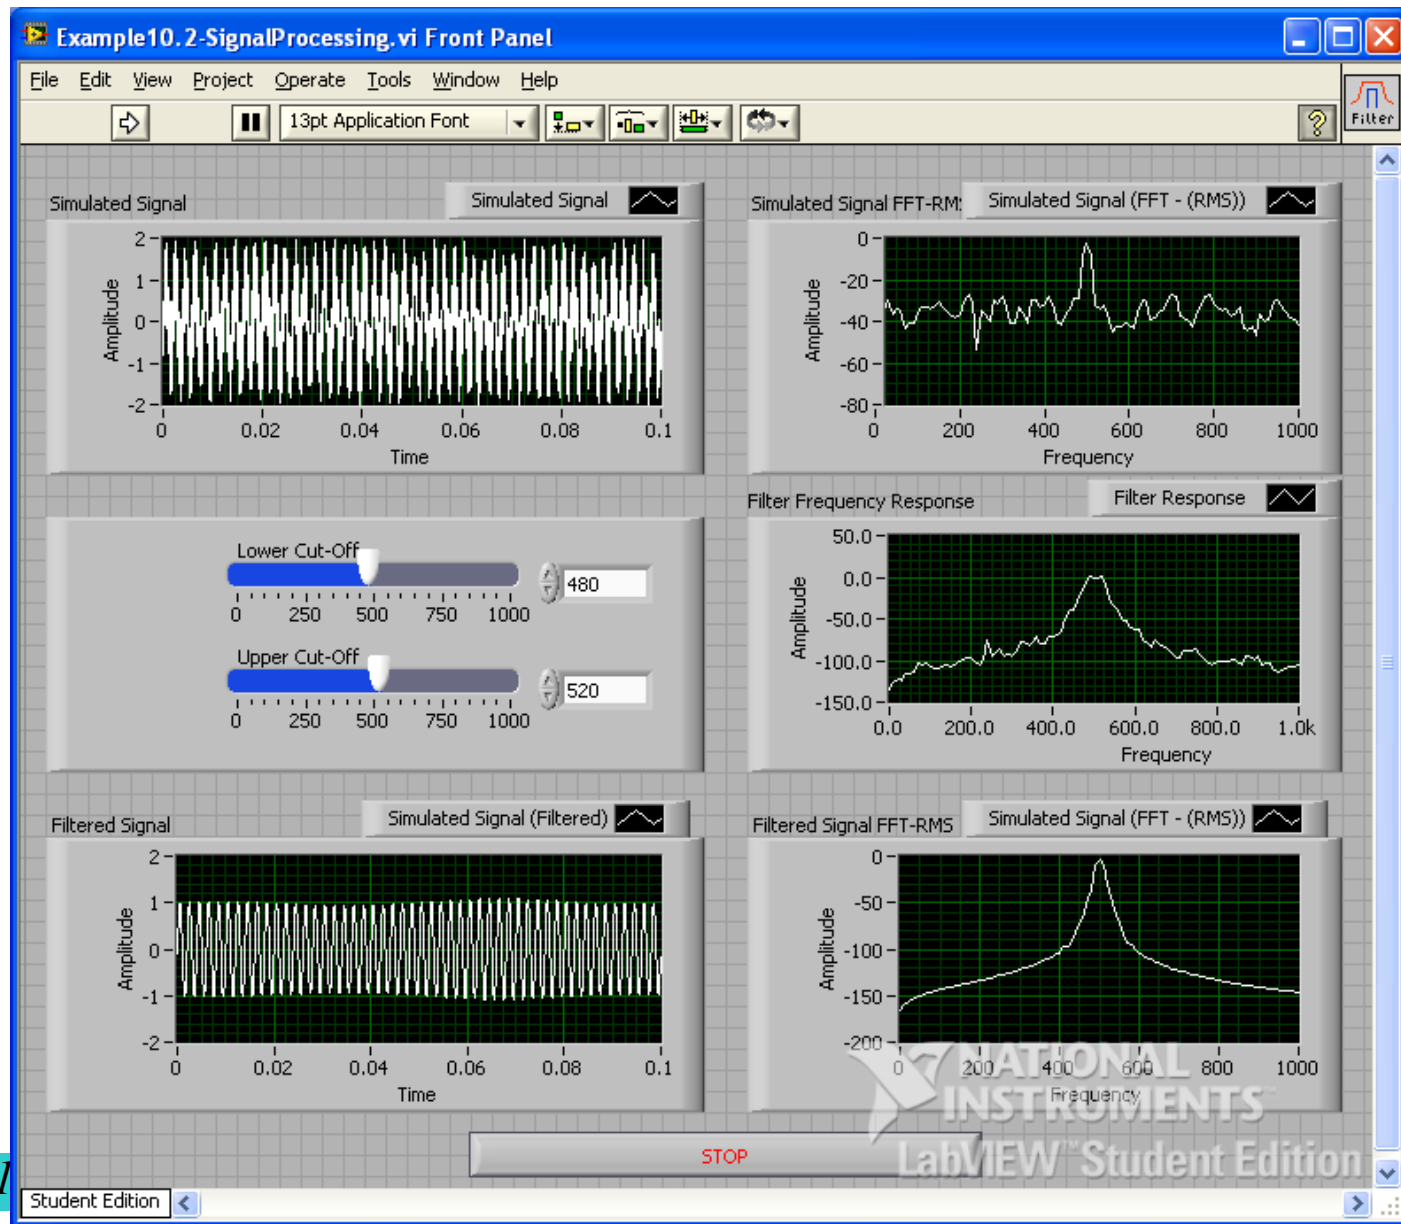 Example10.2-SignalProcessing.vi Front Panel
File Edit View Project Operate Tools Window Help
13pt Application Font
Filter
Simulated Signal
Simulated Signal
2
1
0
-1
-2
Amplitude
0 0.02 0.04 0.06 0.08 0.1
Time
Simulated Signal FFT-RM
Simulated Signal (FFT - (RMS))
0
-20
-40
-60
-80
Amplitude
0 200 400 600 800 1000
Frequency
Lower Cut-Off
480
0 250 500 750 1000
Upper Cut-Off
520
0 250 500 750 1000
Filter Frequency Response
Filter Response
50.0
0.0
-50.0
-100.0
-150.0
Amplitude
0.0 200.0 400.0 600.0 800.0 1.0k
Frequency
Filtered Signal
Simulated Signal (Filtered)
2
1
0
-1
-2
Amplitude
0 0.02 0.04 0.06 0.08 0.1
Time
Filtered Signal FFT-RMS
Simulated Signal (FFT - (RMS))
0
-50
-100
-150
-200
Amplitude
0 200 400 600 800 1000
Frequency
NATIONAL
INSTRUMENTS™
LabVIEW™ Student Edition
STOP
Student Edition